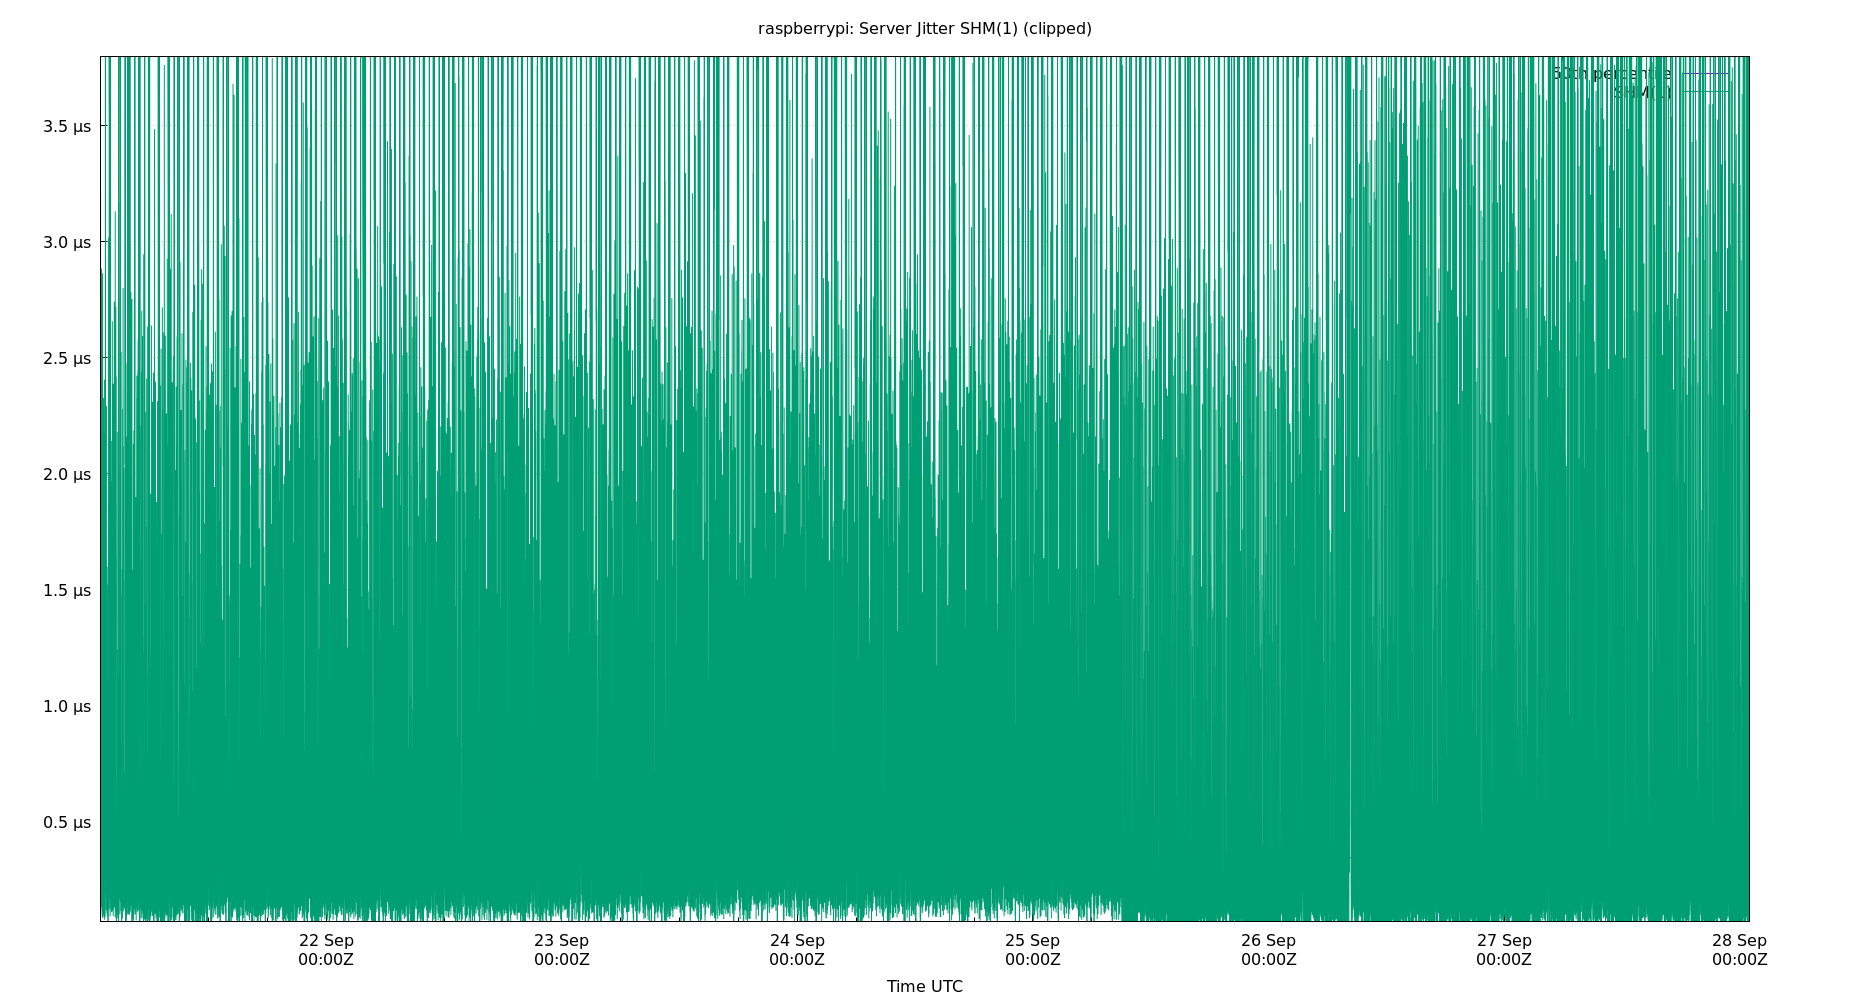 raspberrypi: Server Jitter SHM(1) (clipped)
50th percentile
SHM(1)
3.5 µs
3.0 µs
2.5 µs
2.0 µs
1.5 µs
1.0 µs
0.5 µs
22 Sep 23 Sep 24 Sep 25 Sep 26 Sep 27 Sep 28 Sep
00:00Z 00:00Z 00:00Z 00:00Z 00:00Z 00:00Z 00:00Z
Time UTC